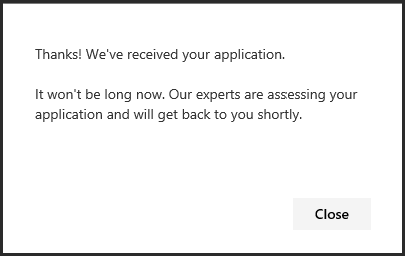 Thanks! We've received your application.
It won't be long now. Our experts are assessing your
application and will get back to you shortly.
Close